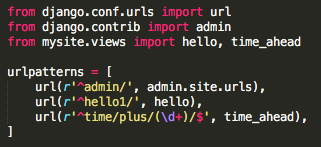 from django.conf.urls import url
from django.contrib import admin
from mysite.views import hello, time_ahead
urlpatterns = [
url(r'^admin/', admin.site.urls),
url(r'^hello1/', hello),
url(r'^time/plus/(\d+)/$', time_ahead),
]